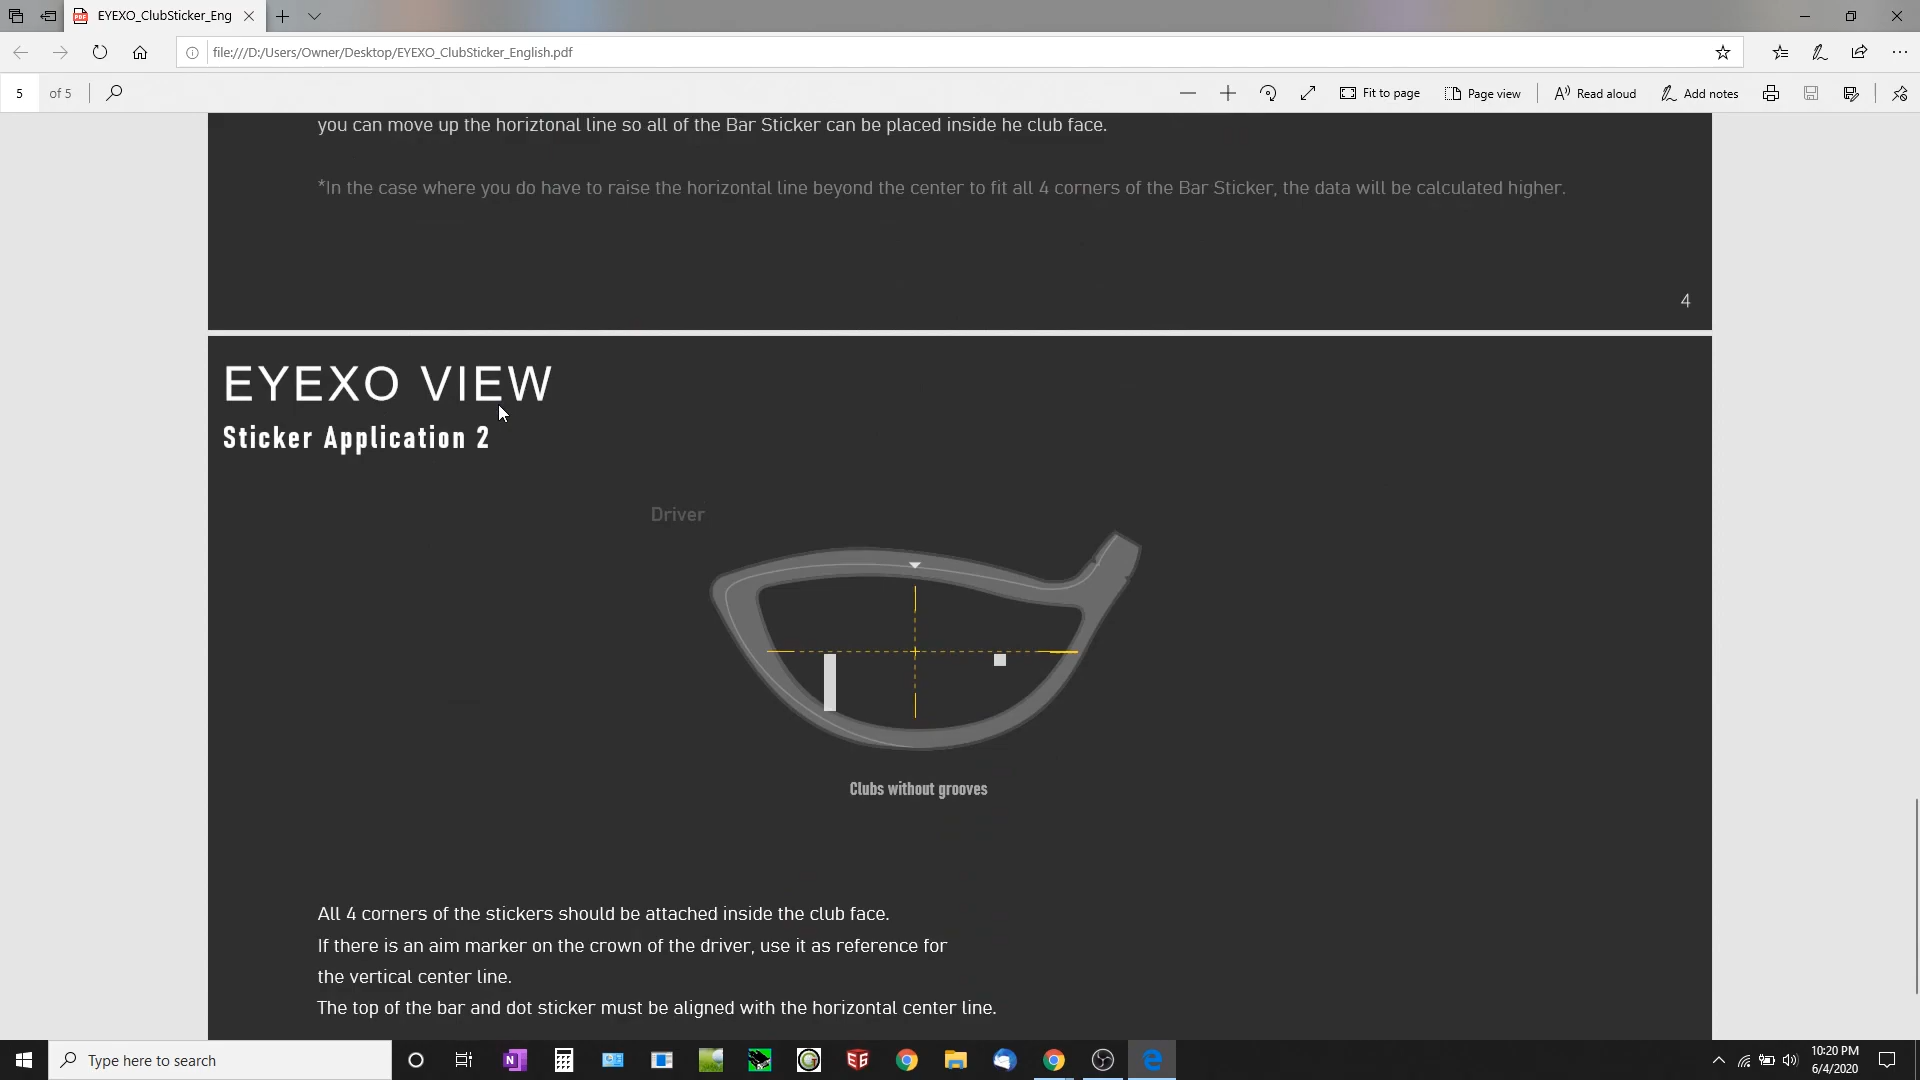 EYEXO_ClubSticker_Eng
file:///D:/Users/Owner/Desktop/EYEXO_ClubSticker_English.pdf
5 of 5
Fit to page
Page view
Read aloud
Add notes
you can move up the horiztonal line so all of the Bar Sticker can be placed inside he club face.
*In the case where you do have to raise the horizontal line beyond the center to fit all 4 corners of the Bar Sticker, the data will be calculated higher.
4
EYEXO VIEW
Sticker Application 2
Driver
Clubs without grooves
All 4 corners of the stickers should be attached inside the club face.
If there is an aim marker on the crown of the driver, use it as reference for
the vertical center line.
The top of the bar and dot sticker must be aligned with the horizontal center line.
Type here to search
10:20 PM
6/4/2020